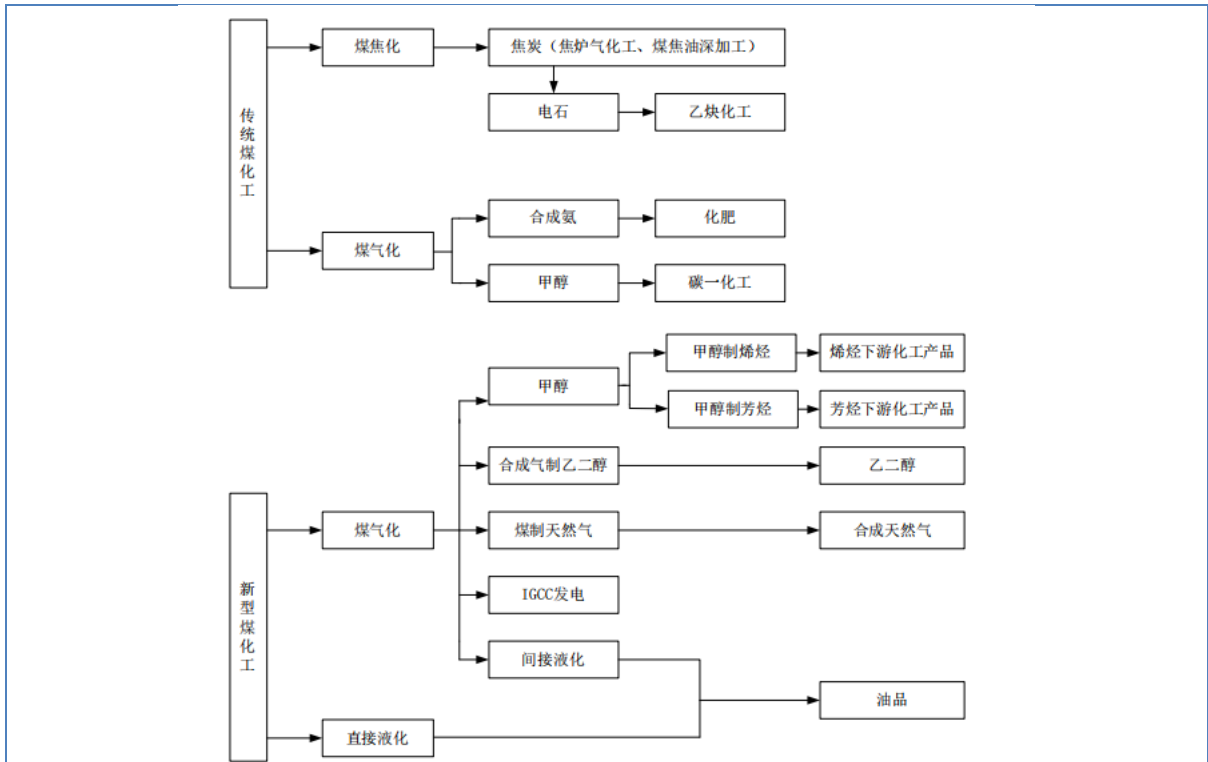 传统煤化工
煤焦化
焦炭（焦炉气化工、煤焦油深加工）
电石
乙炔化工
煤气化
合成氨
化肥
甲醇
碳一化工
新型煤化工
煤气化
甲醇
甲醇制烯烃
烯烃下游化工产品
甲醇制芳烃
芳烃下游化工产品
合成气制乙二醇
乙二醇
煤制天然气
合成天然气
IGCC发电
间接液化
油品
直接液化